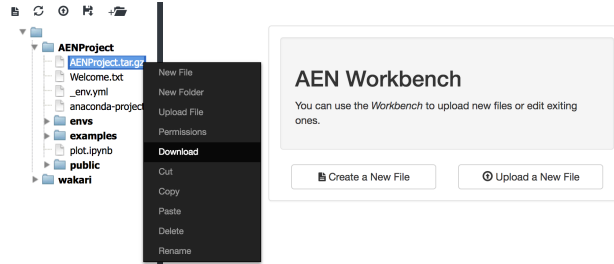 AENProject
AENProject.tar.gz
Welcome.txt
_env.yml
anaconda-project
envs
examples
plot.ipynb
public
wakari
New File
New Folder
Upload File
Permissions
Download
Cut
Copy
Paste
Delete
Rename
AEN Workbench
You can use the Workbench to upload new files or edit exiting
ones.
Create a New File
Upload a New File